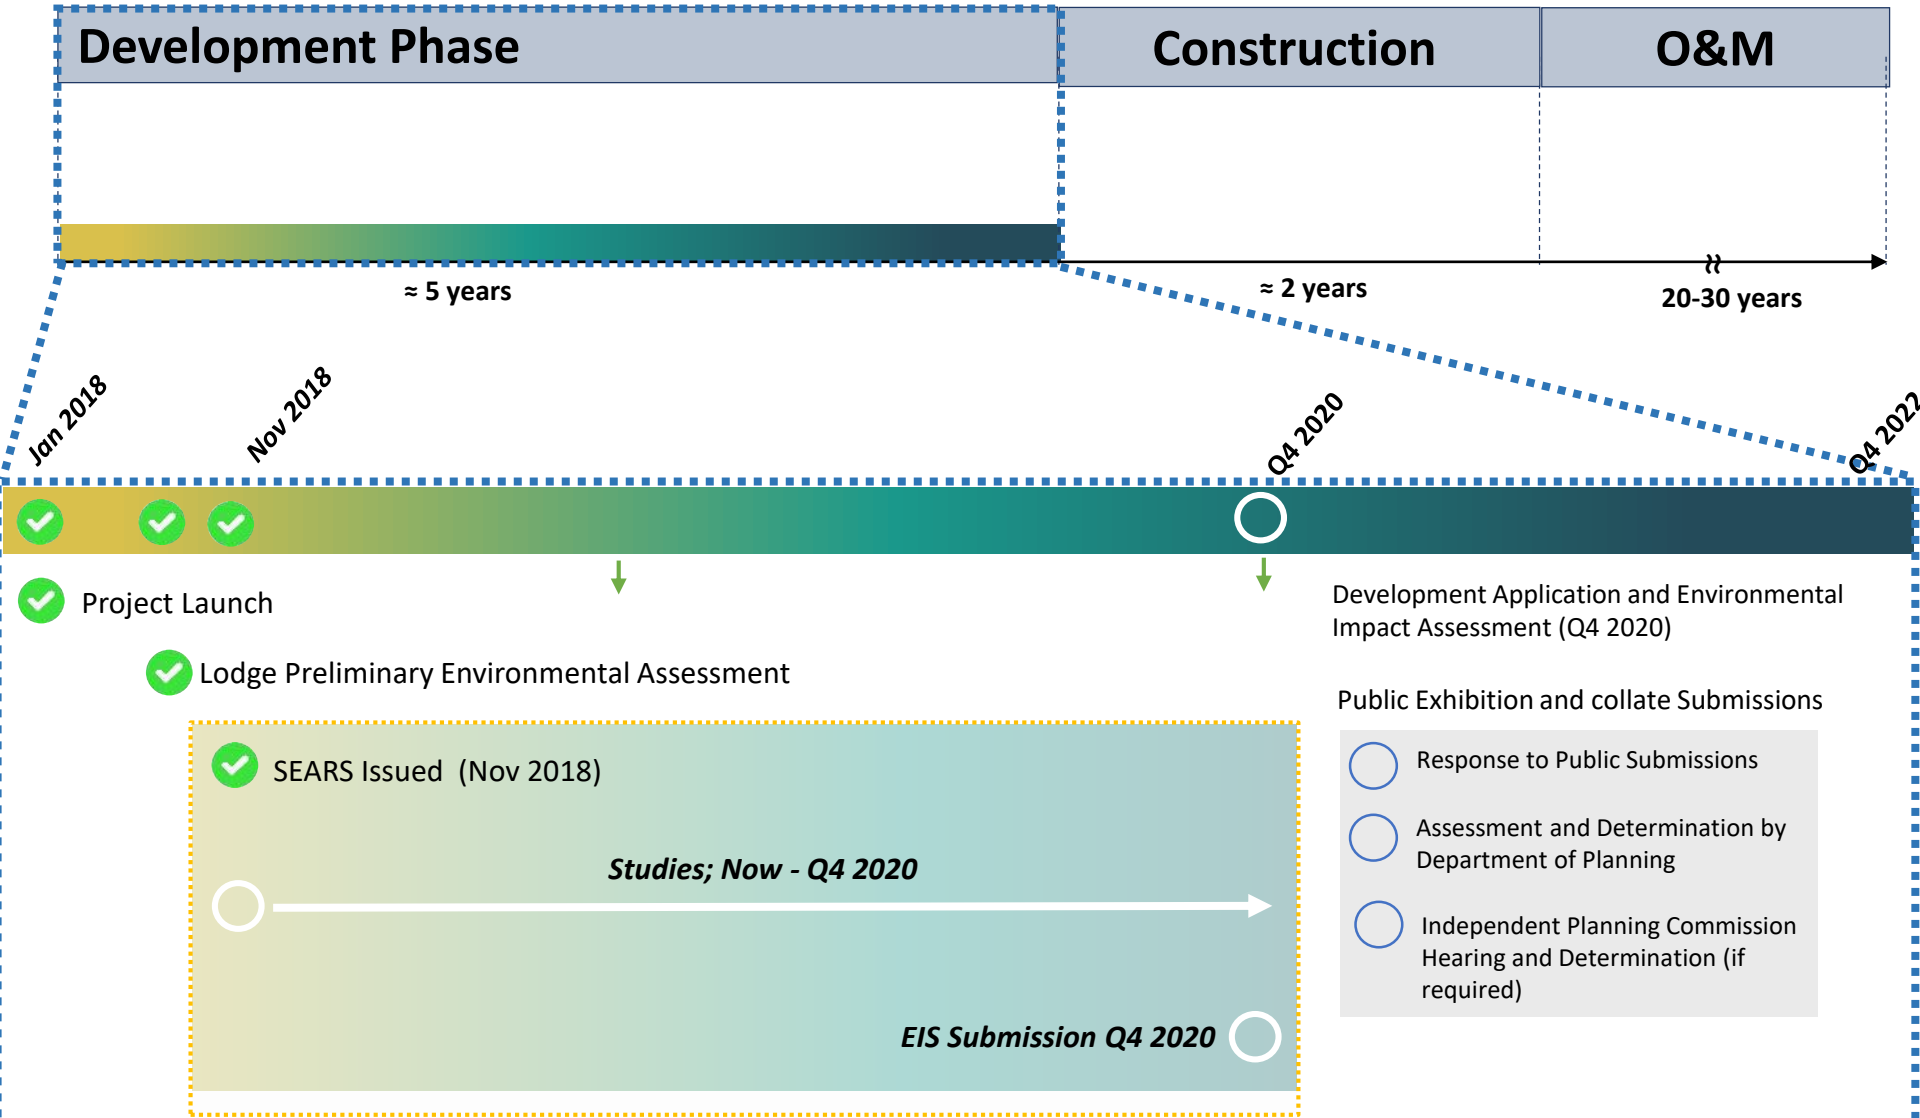 Development Phase
Construction
O&M
≈ 5 years
≈ 2 years
≈
20-30 years
Jan 2018
Nov 2018
Q4 2020
Q4 2022
Project Launch
Lodge Preliminary Environmental Assessment
SEARS Issued (Nov 2018)
Studies; Now - Q4 2020
EIS Submission Q4 2020
Development Application and Environmental
Impact Assessment (Q4 2020)
Public Exhibition and collate Submissions
Response to Public Submissions
Assessment and Determination by
Department of Planning
Independent Planning Commission
Hearing and Determination (if
required)